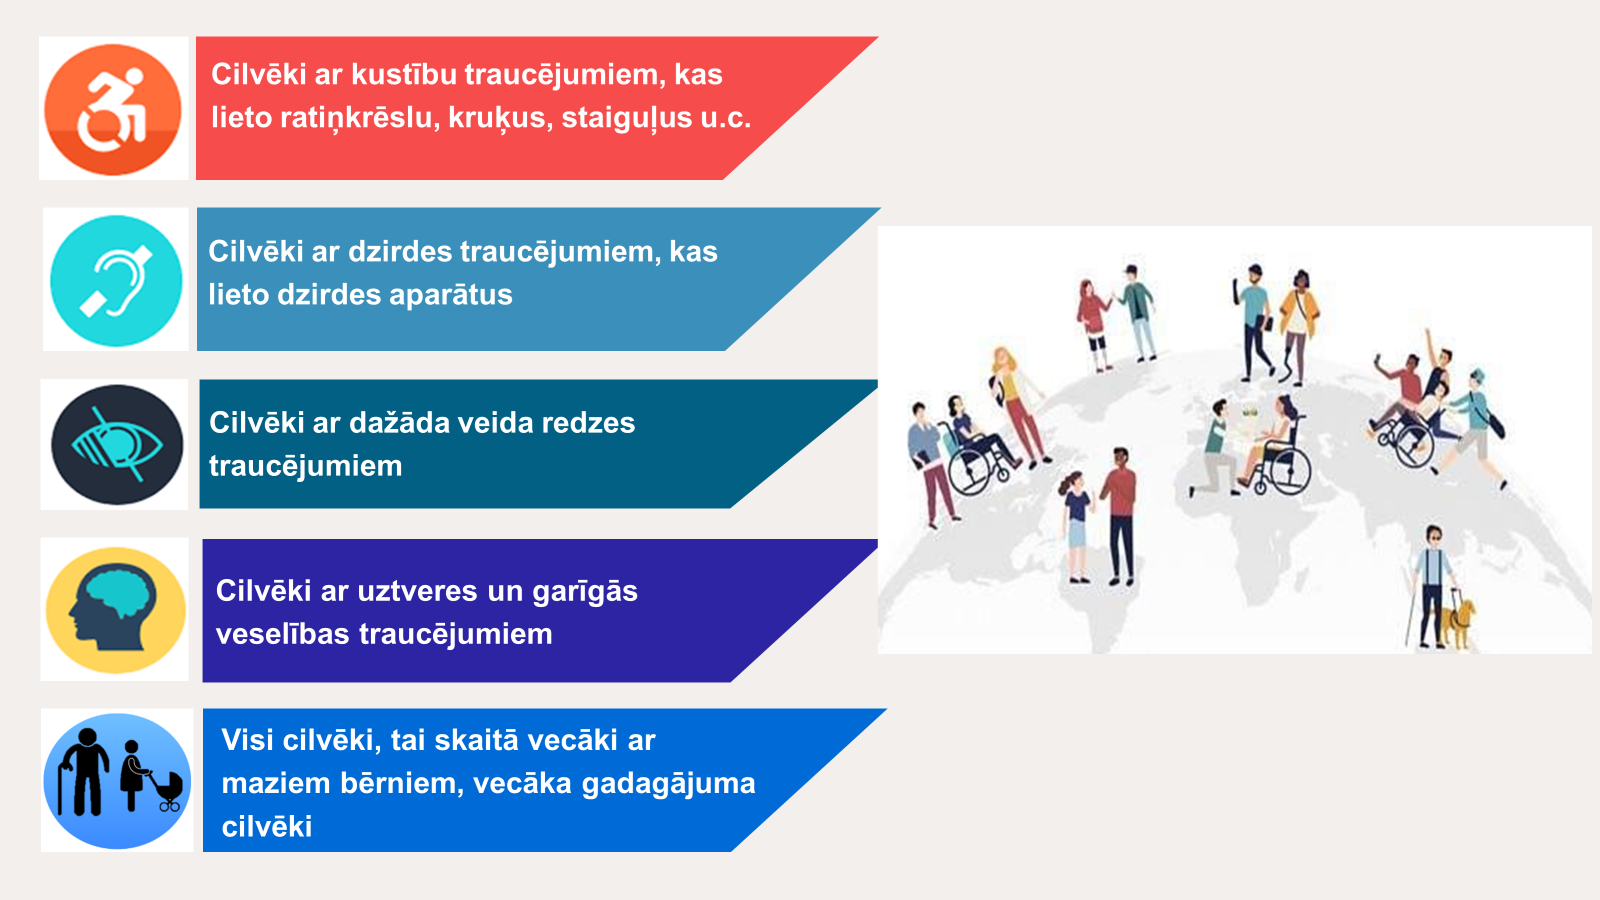 Cilvēki ar kustību traucējumiem, kas
lieto ratiņkrēslu, kruķus, staiguļus u.c.
Cilvēki ar dzirdes traucējumiem, kas
lieto dzirdes aparātus
Cilvēki ar dažāda veida redzes
traucējumiem
Cilvēki ar uztveres un garīgās
veselības traucējumiem
Visi cilvēki, tai skaitā vecāki ar
maziem bērniem, vecāka gadagājuma
cilvēki